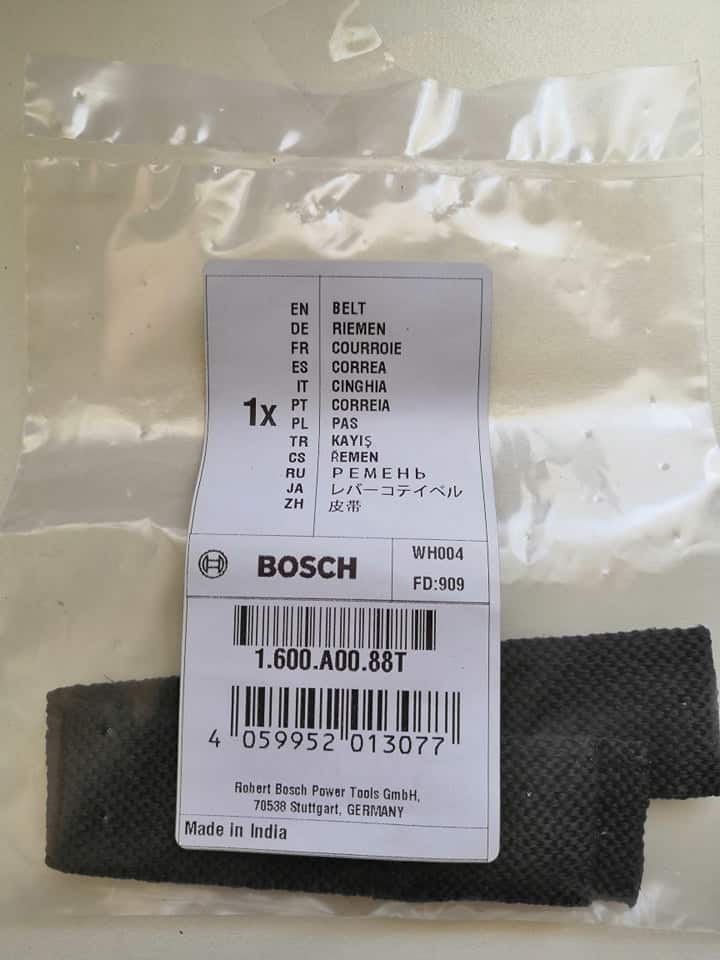 1x
EN BELT
DE RIEMEN
FR COURROIE
ES CORREA
IT CINGHIA
PT CORREIA
PL PAS
TR KAYIŞ
CS ŘEMEN
RU РЕМЕНЬ
JA レバーコテイベル
ZH 皮帯
BOSCH
WH004
FD:909
1.600.A00.88T
4 059952 013077
Robert Bosch Power Tools GmbH,
70538 Stuttgart, GERMANY
Made in India